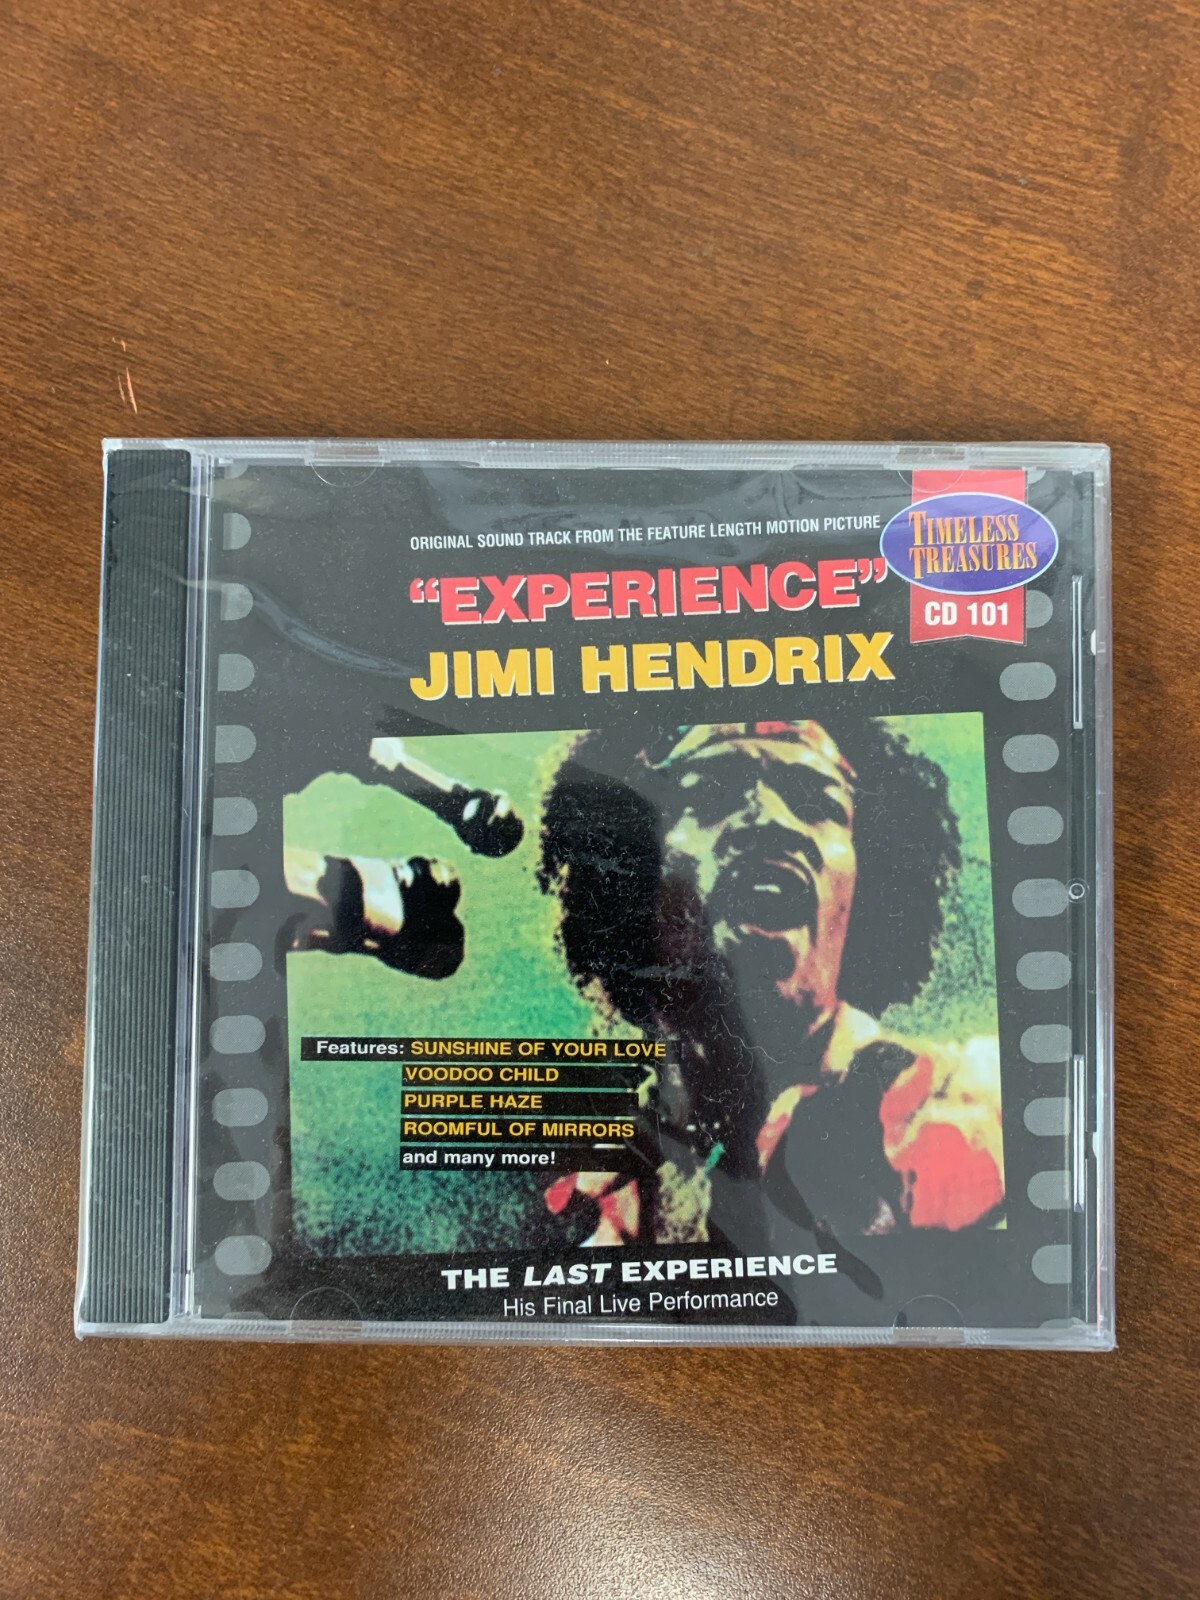 ORIGINAL SOUND TRACK FROM THE FEATURE LENGTH MOTION PICTURE
TIMELESS
TREASURES
CD 101
“EXPERIENCE”
JIMI HENDRIX
Features: SUNSHINE OF YOUR LOVE
VOODOO CHILD
PURPLE HAZE
ROOMFUL OF MIRRORS
and many more!
THE LAST EXPERIENCE
His Final Live Performance